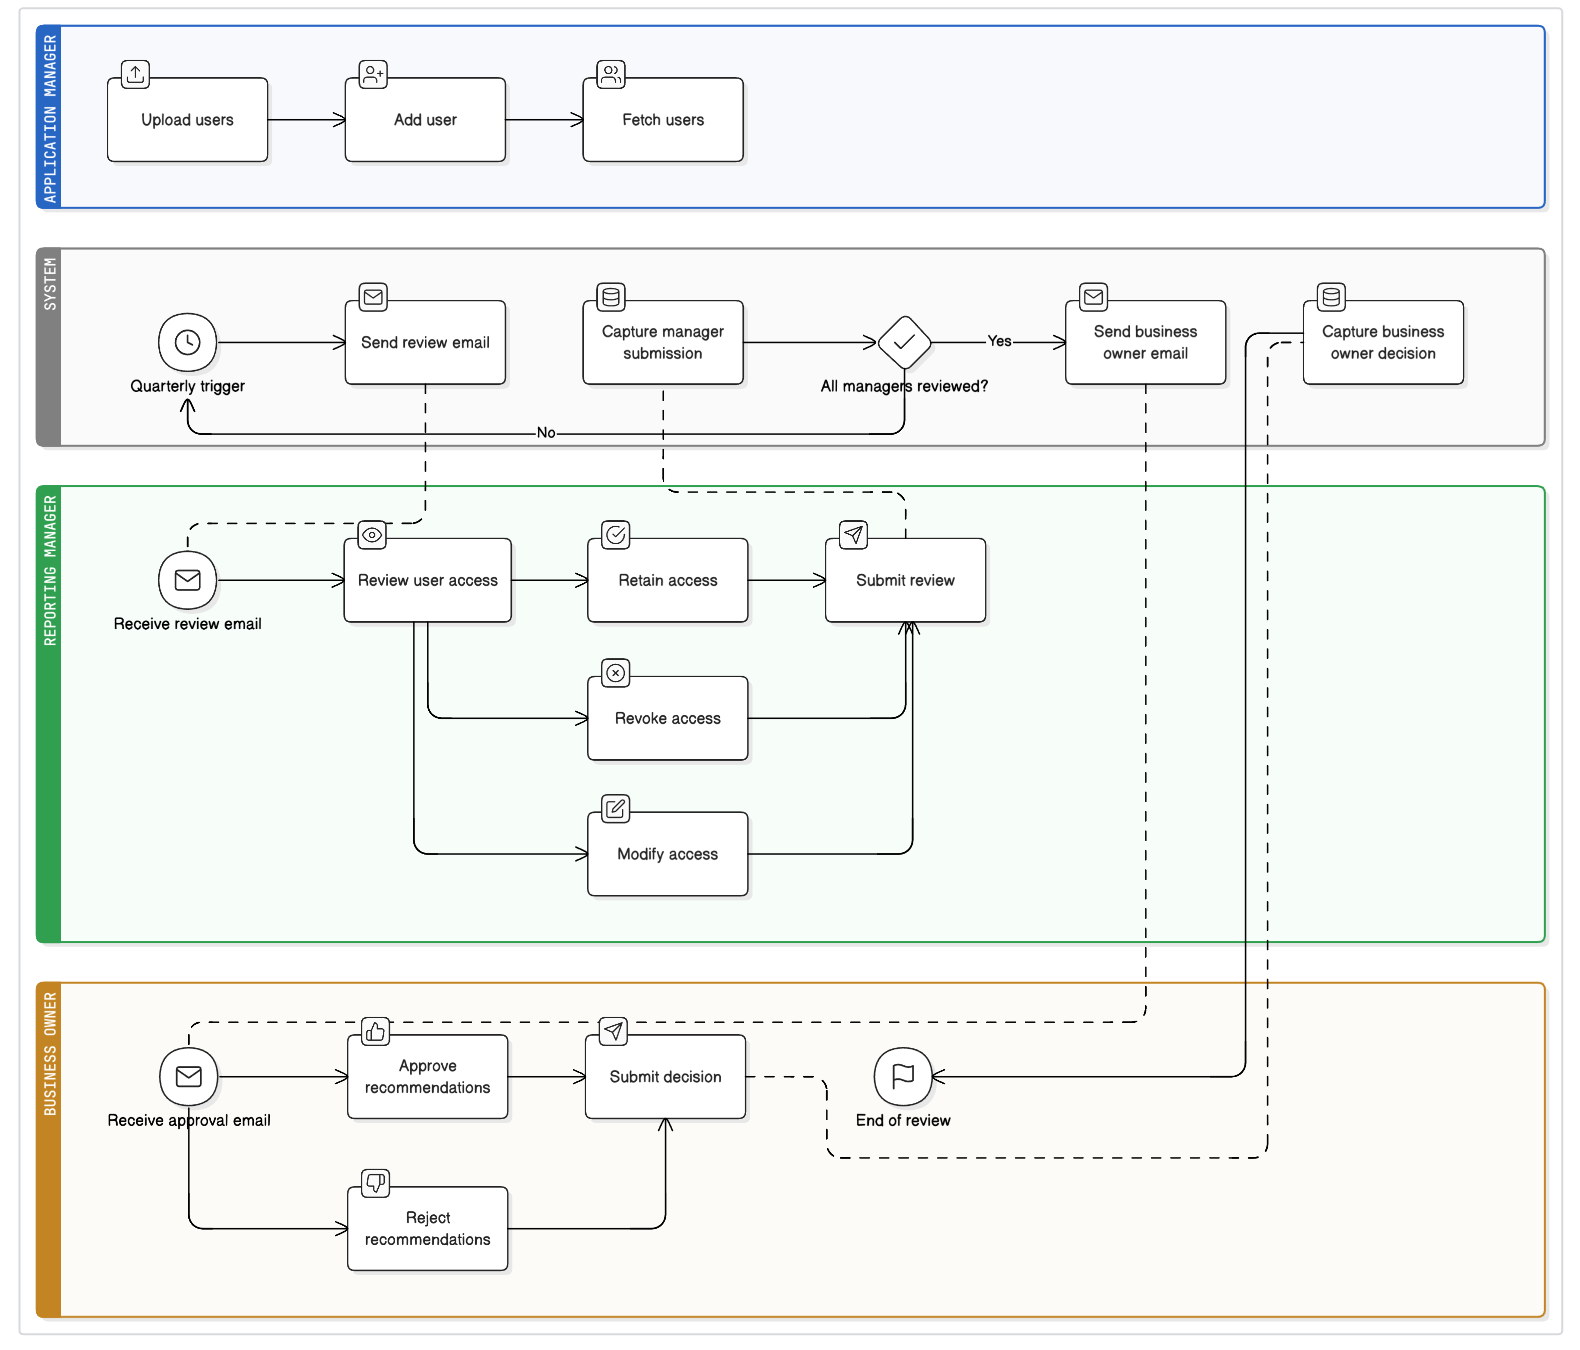 APPLICATION MANAGER
Upload users
Add user
Fetch users
SYSTEM
Quarterly trigger
Send review email
Capture manager
submission
All managers reviewed?
Yes
No
Send business
owner email
Capture business
owner decision
REPORTING MANAGER
Receive review email
Review user access
Retain access
Submit review
Revoke access
Modify access
BUSINESS OWNER
Receive approval email
Approve
recommendations
Submit decision
End of review
Reject
recommendations